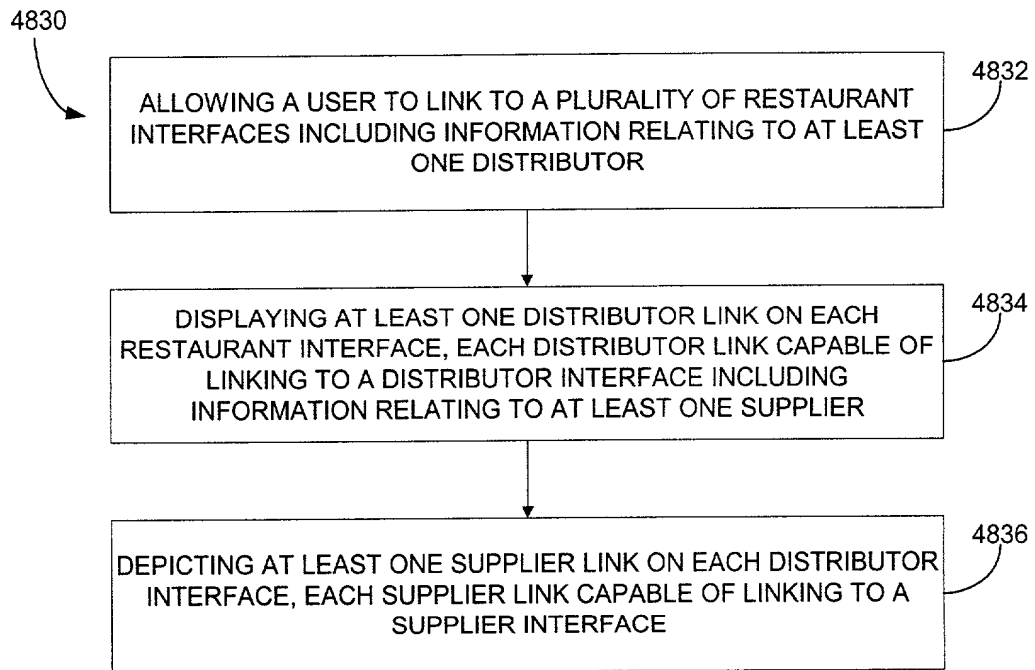 4830
4832
ALLOWING A USER TO LINK TO A PLURALITY OF RESTAURANT
INTERFACES INCLUDING INFORMATION RELATING TO AT LEAST
ONE DISTRIBUTOR
4834
DISPLAYING AT LEAST ONE DISTRIBUTOR LINK ON EACH
RESTAURANT INTERFACE, EACH DISTRIBUTOR LINK CAPABLE OF
LINKING TO A DISTRIBUTOR INTERFACE INCLUDING
INFORMATION RELATING TO AT LEAST ONE SUPPLIER
4836
DEPICTING AT LEAST ONE SUPPLIER LINK ON EACH DISTRIBUTOR
INTERFACE, EACH SUPPLIER LINK CAPABLE OF LINKING TO A
SUPPLIER INTERFACE